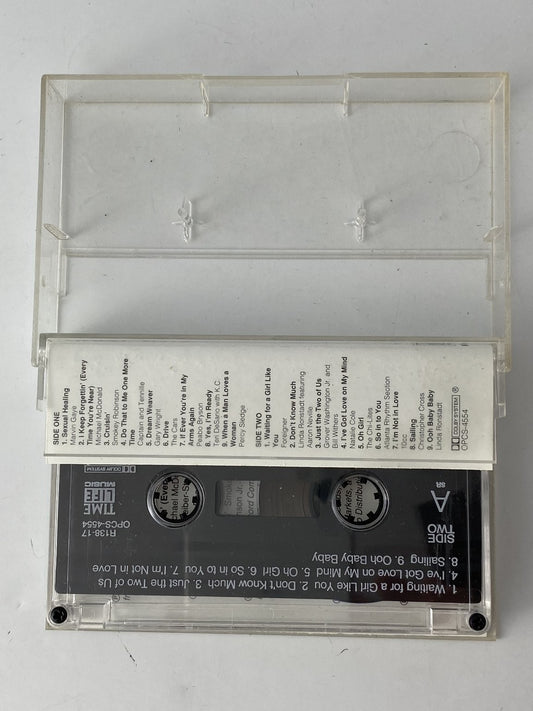 SIDE ONE
1. Sexual Healing
Marvin Gaye
2. I Keep Forgettin' (Every
Time You're Near)
Michael McDonald
3. Cruisin'
Smokey Robinson
4. Do That to Me One More
Time
Captain and Tennille
5. Dream Weaver
Gary Wright
6. Drive
The Cars
7. If Ever You're in My
Arms Again
Peabo Bryson
8. Yes, I'm Ready
Teri DeSario with K.C.
9. When a Man Loves a
Woman
Percy Sledge
SIDE TWO
1. Waiting for a Girl Like
You
Foreigner
2. Don't Know Much
Linda Ronstadt featuring
Aaron Neville
3. Just the Two of Us
Grover Washington Jr. and
Bill Withers
4. I've Got Love on My Mind
Natalie Cole
5. Oh Girl
The Chi-Lites
6. So in to You
Atlanta Rhythm Section
7. I'm Not in Love
10cc
8. Sailing
Christopher Cross
9. Ooh Baby Baby
Linda Ronstadt
DOLBY SYSTEM ®
OPCS-4554
1. Waiting for a Girl Like You 2. Don't Know Much 3. Just the Two of Us
4. I've Got Love on My Mind 5. Oh Girl 6. So In to You 7. I'm Not in Love
8. Sailing 9. Ooh Baby Baby
SIDE
TWO
A
SR
R138-17
OPCS-4554
TIME
LIFE
MUSIC
DOLBY SYSTEM